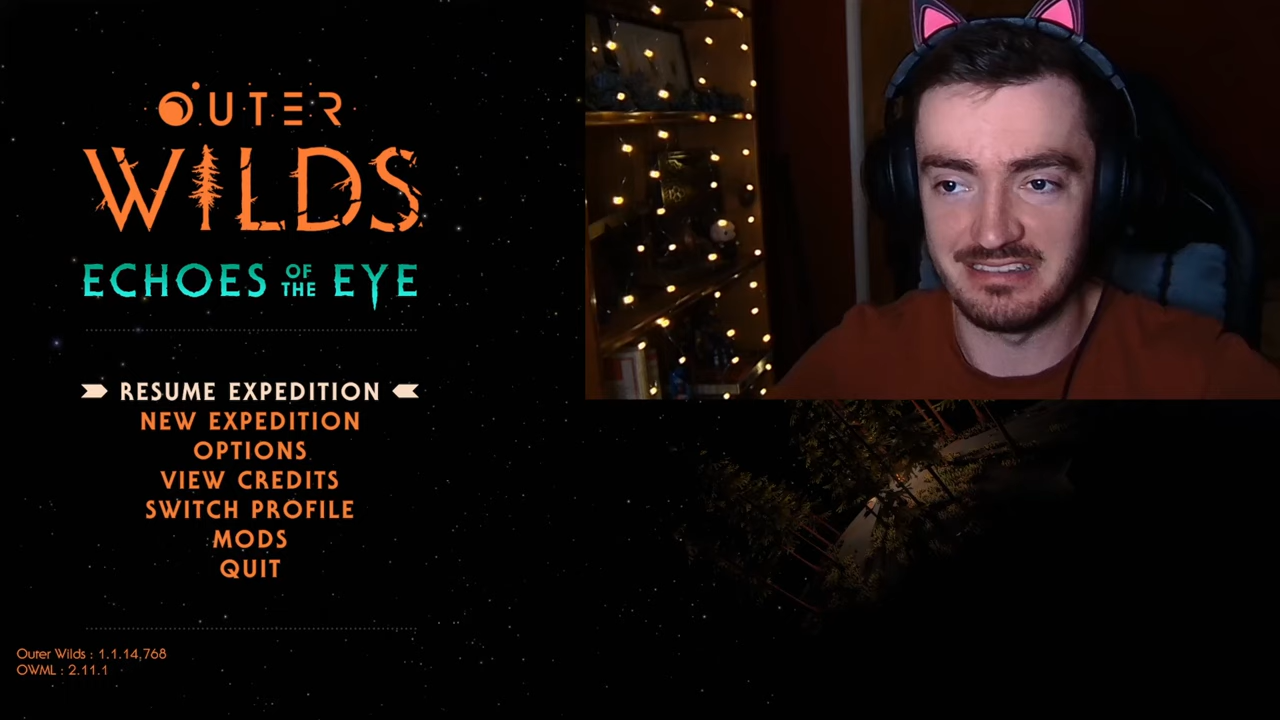 OUTER
WILDS
ECHOES OF THE EYE
RESUME EXPEDITION
NEW EXPEDITION
OPTIONS
VIEW CREDITS
SWITCH PROFILE
MODS
QUIT
Outer Wilds : 1.1.14,768
OWML : 2.11.1